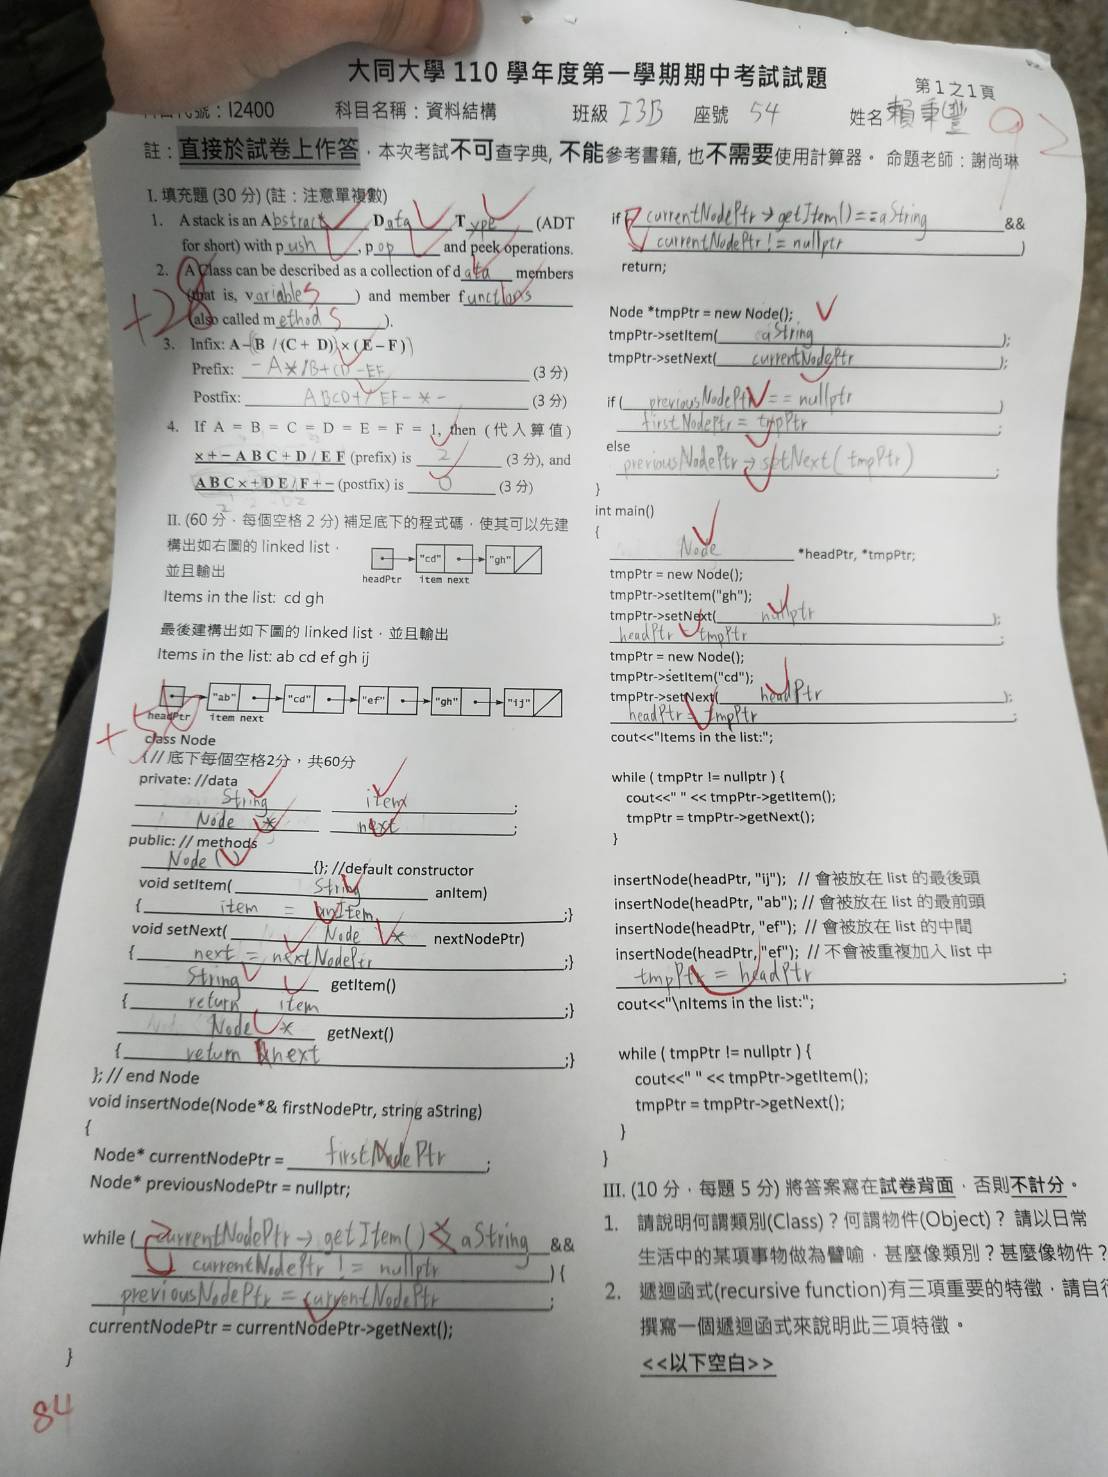 大同大學 110 學年度第一學期期中考試試題
第1之1頁
代號：I2400 科目名稱：資料結構 班級 I3B 座號 54 姓名 賴秉豐
92
註：直接於試卷上作答，本次考試不可查字典, 不能參考書籍, 也不需要使用計算器。 命題老師：謝尚琳
I. 填充題 (30 分) (註：注意單複數)
1. A stack is an Abstract Data Type (ADT
for short) with push, pop and peek operations.
2. A Class can be described as a collection of data members
(that is, variables) and member functions
(also called methods).
+28
3. Infix: A−(B / (C + D)) × (E − F)
Prefix: (3 分)
Postfix: ABCD+/EF-×- (3 分)
4. If A = B = C = D = E = F = 1, then (代入算值)
×+−ABC+D/EF (prefix) is 2 (3 分), and
ABC×+DE/F+− (postfix) is 0 (3 分)
II. (60 分，每個空格 2 分) 補足底下的程式碼，使其可以先建
構出如右圖的 linked list，
並且輸出
Items in the list: cd gh
"cd" "gh"
headPtr item next
最後建構出如下圖的 linked list，並且輸出
Items in the list: ab cd ef gh ij
"ab" "cd" "ef" "gh" "ij"
headPtr item next
+56
class Node
{ // 底下每個空格2分，共60分
private: //data
String item;
Node * next;
public: // methods
Node() {}; //default constructor
void setItem( String anItem)
{ item = anItem ;}
void setNext( Node * nextNodePtr)
{ next = nextNodePtr ;}
String getItem()
{ return item ;}
Node * getNext()
{ return next ;}
}; // end Node
void insertNode(Node*& firstNodePtr, string aString)
{
Node* currentNodePtr = firstNodePtr ;
Node* previousNodePtr = nullptr;
while ( currentNodePtr → getItem() < aString &&
currentNodePtr != nullptr ) {
previousNodePtr = currentNodePtr ;
currentNodePtr = currentNodePtr->getNext();
}
84
if ( currentNodePtr → getItem() == aString &&
currentNodePtr != nullptr )
return;
Node *tmpPtr = new Node();
tmpPtr->setItem( aString );
tmpPtr->setNext( currentNodePtr );
if ( previousNodePtr == nullptr )
firstNodePtr = tmpPtr ;
else
previousNodePtr → setNext(tmpPtr) ;
}
int main()
{
Node *headPtr, *tmpPtr;
tmpPtr = new Node();
tmpPtr->setItem("gh");
tmpPtr->setNext( nullptr );
headPtr = tmpPtr ;
tmpPtr = new Node();
tmpPtr->setItem("cd");
tmpPtr->setNext( headPtr );
headPtr = tmpPtr ;
cout<<"Items in the list:";
while ( tmpPtr != nullptr ) {
cout<<" " << tmpPtr->getItem();
tmpPtr = tmpPtr->getNext();
}
insertNode(headPtr, "ij"); // 會被放在 list 的最後頭
insertNode(headPtr, "ab"); // 會被放在 list 的最前頭
insertNode(headPtr, "ef"); // 會被放在 list 的中間
insertNode(headPtr, "ef"); // 不會被重複加入 list 中
tmpPtr = headPtr ;
cout<<"\nItems in the list:";
while ( tmpPtr != nullptr ) {
cout<<" " << tmpPtr->getItem();
tmpPtr = tmpPtr->getNext();
}
}
III. (10 分，每題 5 分) 將答案寫在試卷背面，否則不計分。
1. 請說明何謂類別(Class)？何謂物件(Object)？ 請以日常
生活中的某項事物做為譬喻，甚麼像類別？甚麼像物件？
2. 遞迴函式(recursive function)有三項重要的特徵，請自行
撰寫一個遞迴函式來說明此三項特徵。
<<以下空白>>